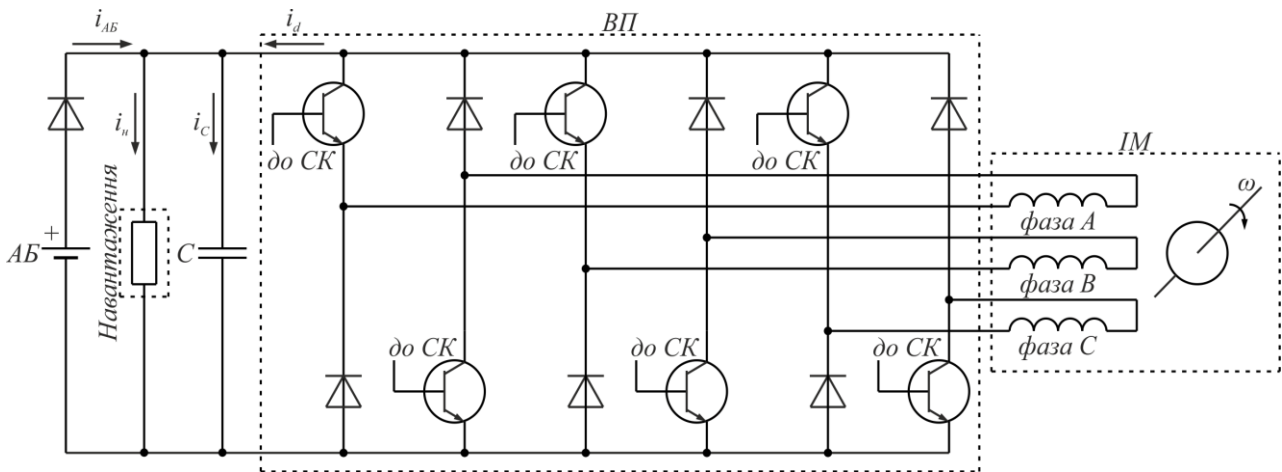 i_АБ
i_d
ВП
i_н
i_C
до СК
до СК
до СК
ІМ
ω
фаза A
фаза B
фаза C
+
АБ
Навантаження
C
до СК
до СК
до СК